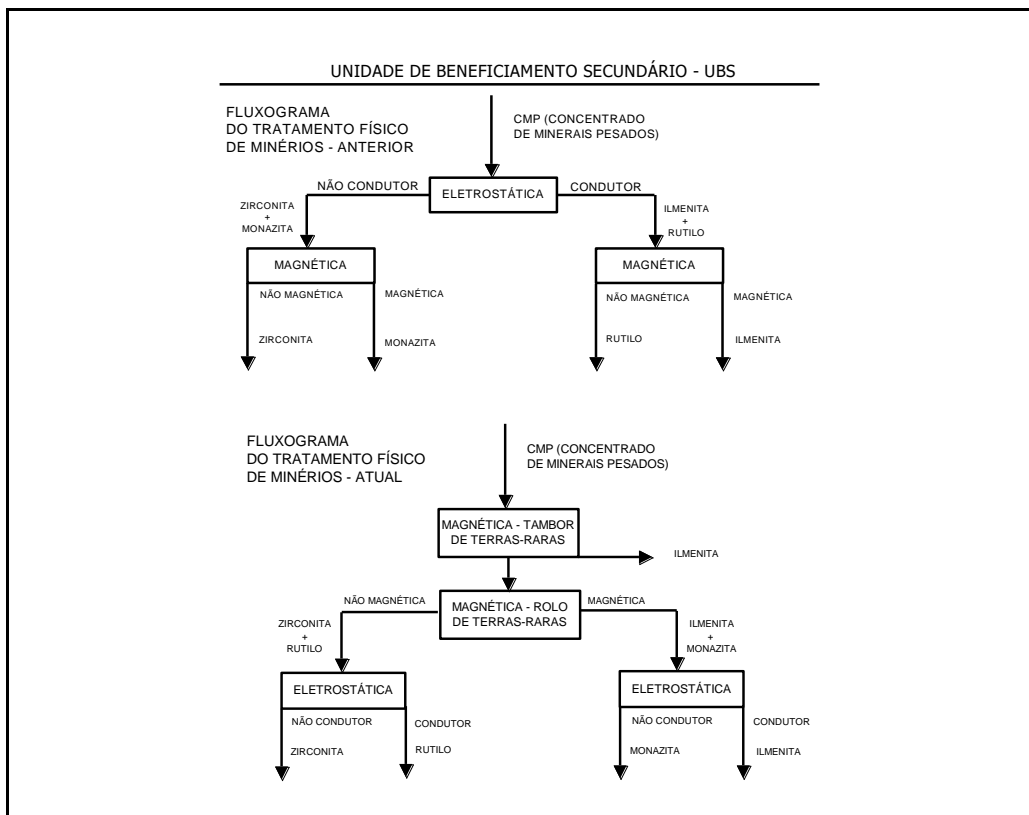 UNIDADE DE BENEFICIAMENTO SECUNDÁRIO - UBS
FLUXOGRAMA
DO TRATAMENTO FÍSICO
DE MINÉRIOS - ANTERIOR
CMP (CONCENTRADO
DE MINERAIS PESADOS)
NÃO CONDUTOR
ELETROSTÁTICA
CONDUTOR
ZIRCONITA
+
MONAZITA
ILMENITA
+
RUTILO
MAGNÉTICA
MAGNÉTICA
NÃO MAGNÉTICA
MAGNÉTICA
NÃO MAGNÉTICA
MAGNÉTICA
ZIRCONITA
MONAZITA
RUTILO
ILMENITA
FLUXOGRAMA
DO TRATAMENTO FÍSICO
DE MINÉRIOS - ATUAL
CMP (CONCENTRADO
DE MINERAIS PESADOS)
MAGNÉTICA - TAMBOR
DE TERRAS-RARAS
ILMENITA
NÃO MAGNÉTICA
MAGNÉTICA - ROLO
DE TERRAS-RARAS
MAGNÉTICA
ZIRCONITA
+
RUTILO
ILMENITA
+
MONAZITA
ELETROSTÁTICA
ELETROSTÁTICA
NÃO CONDUTOR
CONDUTOR
NÃO CONDUTOR
CONDUTOR
ZIRCONITA
RUTILO
MONAZITA
ILMENITA